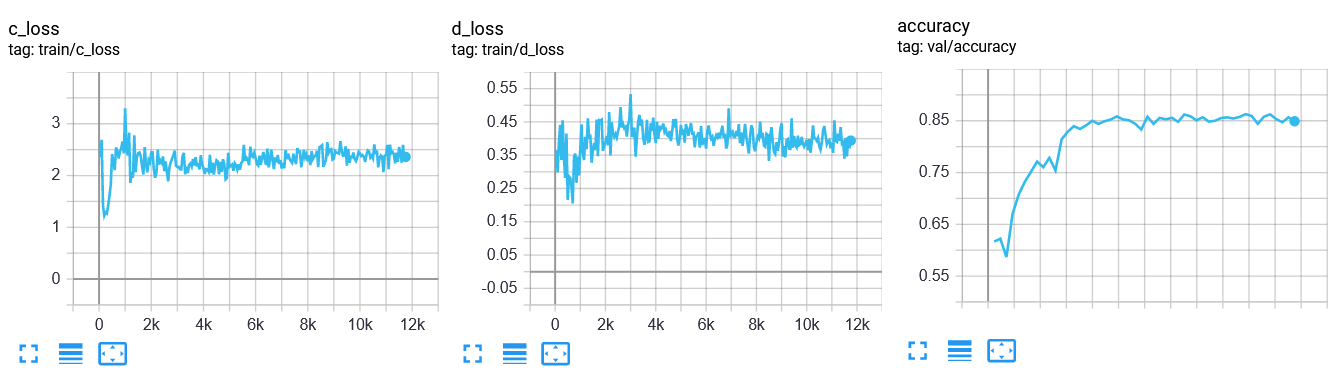 c_loss
tag: train/c_loss
3
2
1
0
0 2k 4k 6k 8k 10k 12k
d_loss
tag: train/d_loss
0.55
0.45
0.35
0.25
0.15
0.05
-0.05
0 2k 4k 6k 8k 10k 12k
accuracy
tag: val/accuracy
0.85
0.75
0.65
0.55